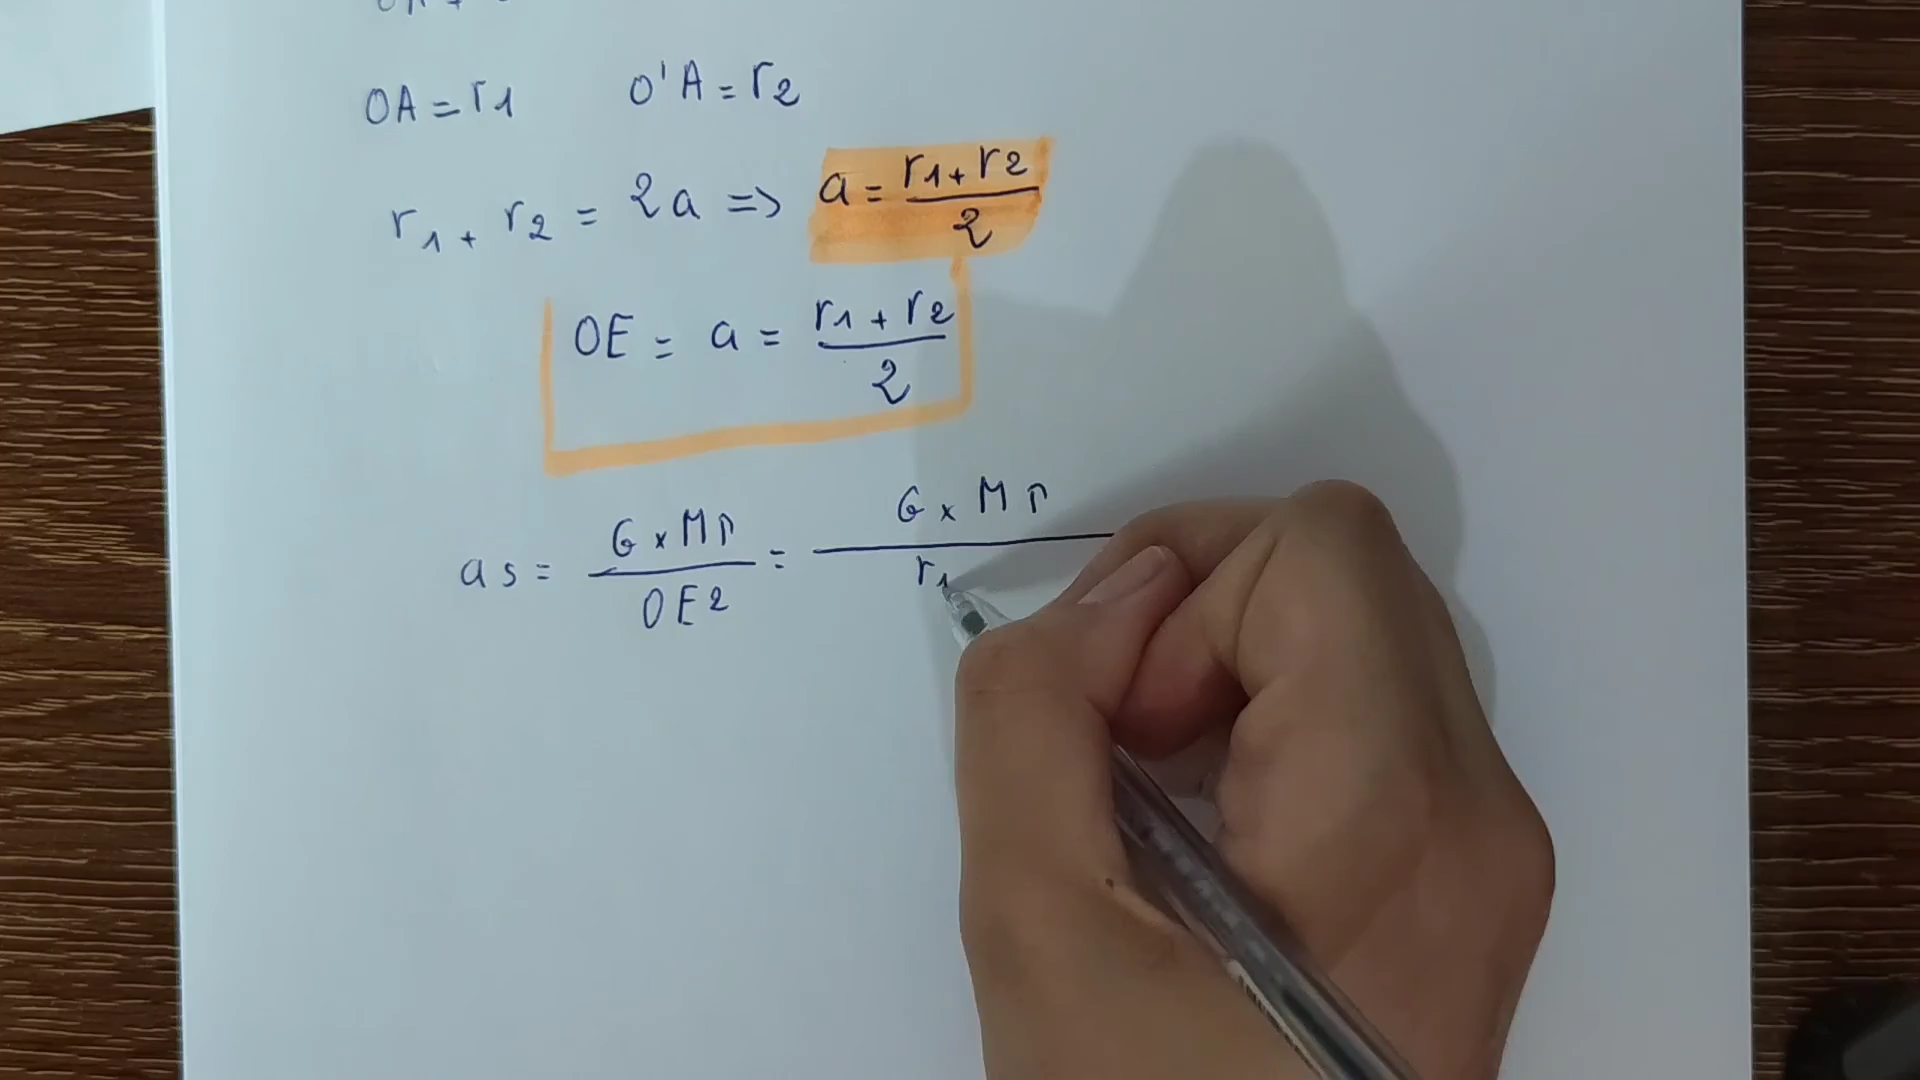 OA = r1 O'A = r2
r1 + r2 = 2a => a = r1 + r2 / 2
OE = a = r1 + r2 / 2
as = G x MP / OE2 = G x MP / r1